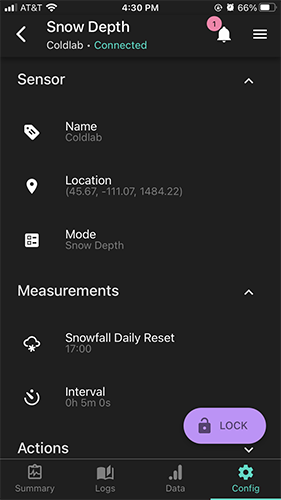 AT&T 4:30 PM 66%
Snow Depth
Coldlab • Connected
1
Sensor
Name
Coldlab
Location
(45.67, -111.07, 1484.22)
Mode
Snow Depth
Measurements
Snowfall Daily Reset
17:00
Interval
0h 5m 0s
LOCK
Actions
Summary Logs Data Config